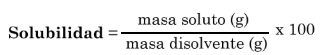 Solubilidad = masa soluto (g) / masa disolvente (g) x 100